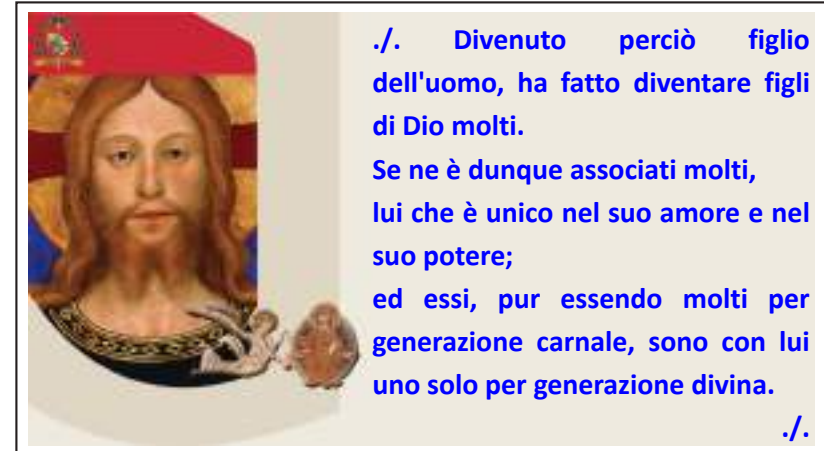 ./. Divenuto perciò figlio
dell'uomo, ha fatto diventare figli
di Dio molti.
Se ne è dunque associati molti,
lui che è unico nel suo amore e nel
suo potere;
ed essi, pur essendo molti per
generazione carnale, sono con lui
uno solo per generazione divina.
./.